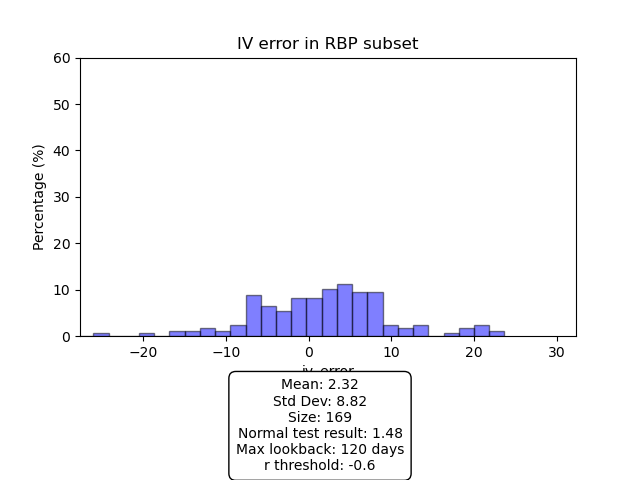 IV error in RBP subset
60
50
40
30
20
10
0
Percentage (%)
−20
−10
0
10
20
30
iv_error
Mean: 2.32
Std Dev: 8.82
Size: 169
Normal test result: 1.48
Max lookback: 120 days
r threshold: -0.6